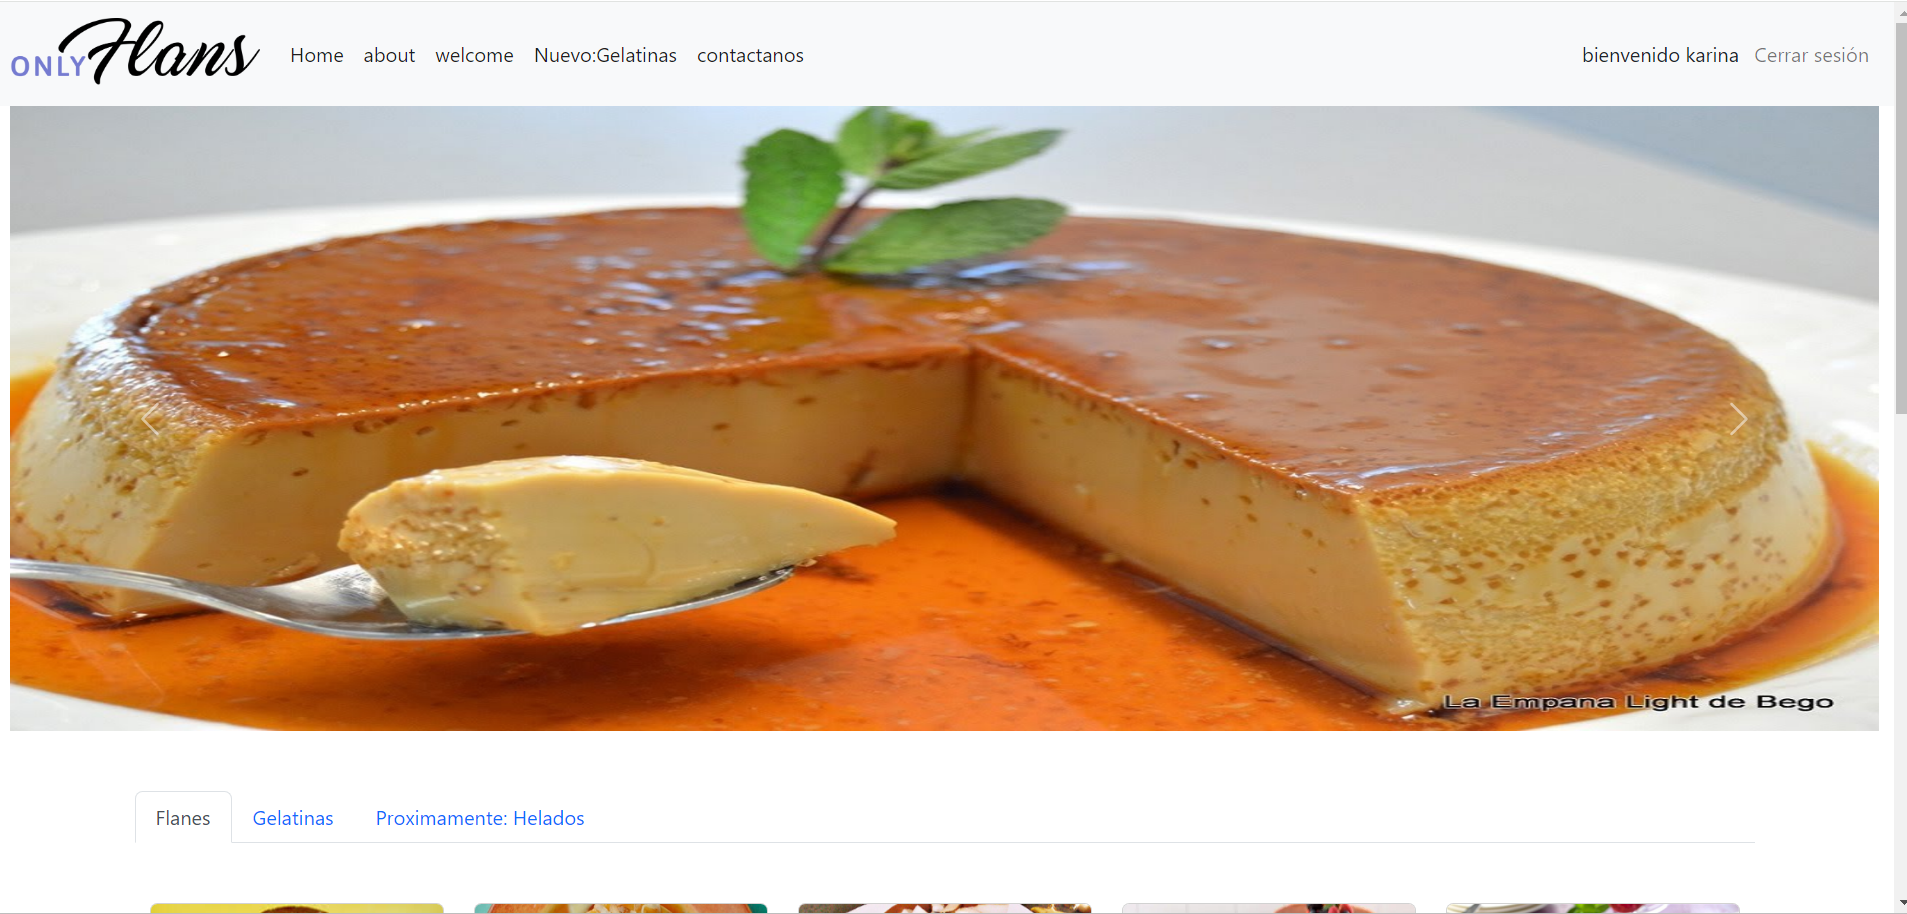 ONLY Flans
Home about welcome Nuevo:Gelatinas contactanos bienvenido karina Cerrar sesión
La Empana Light de Bego
Flanes Gelatinas Proximamente: Helados